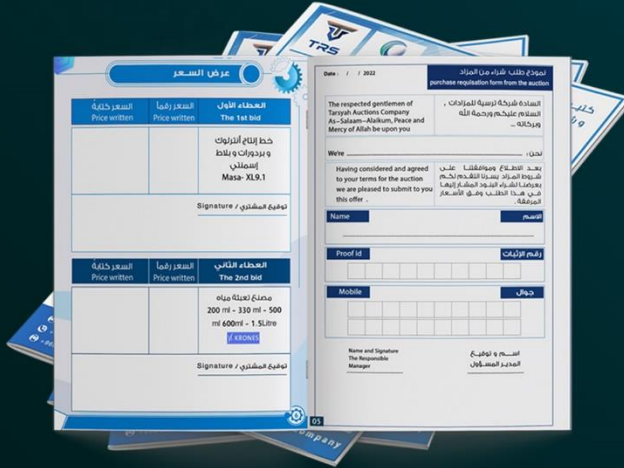 TRS
نموذج طلب شراء من المزاد
purchase requisation form from the auction
Date : / / 2022
السادة شركة ترسية للمزادات ,
السلام عليكم ورحمة الله
وبركاته ...
The respected gentlemen of
Tarsyah Auctions Company
As-Salaam-Alaikum, Peace and
Mercy of Allah be upon you
نحن:
We're
بعد الاطلاع وموافقتنا على
شروط المزاد يسرنا التقدم لكم
بعرضنا لشراء البنود المشار إليها
في هذا الطلب وفق الأسعار
المرفقة .
Having considered and agreed
to your terms for the auction
we are pleased to submit to you
this offer .
الاسم
Name
رقم الإثبات
Proof id
جوال
Mobile
اسم و توقيع
المدير المسؤول
Name and Signature
The Responsible
Manager
05
عرض السعر
العطاء الأول السعر رقماً السعر كتابة
The 1st bid Price written Price written
خط إنتاج أنترلوك
و بردورات و بلاط
إسمنتي
Masa- XL9.1
توقيع المشتري / Signature
العطاء الثاني السعر رقماً السعر كتابة
The 2nd bid Price written Price written
مصنع تعبئة مياه
200 ml - 330 ml - 500
ml 600ml - 1.5Litre
KRONES
توقيع المشتري / Signature